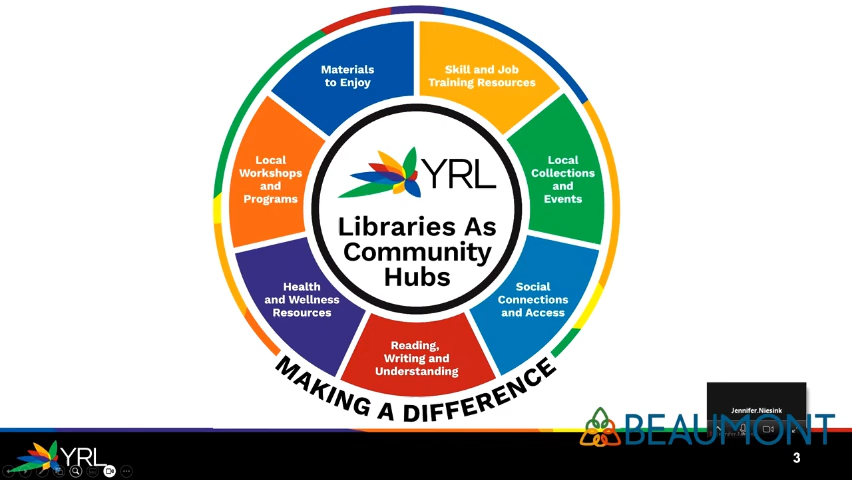 Materials
to Enjoy
Skill and Job
Training Resources
Local
Workshops
and
Programs
Local
Collections
and
Events
YRL
Libraries As
Community
Hubs
Health
and Wellness
Resources
Social
Connections
and Access
Reading,
Writing and
Understanding
MAKING A DIFFERENCE
Jennifer.Niesink
BEAUMONT
YRL
3